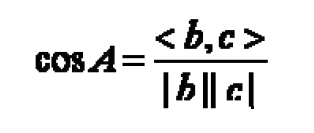 cos A = < b, c > / |b||c|